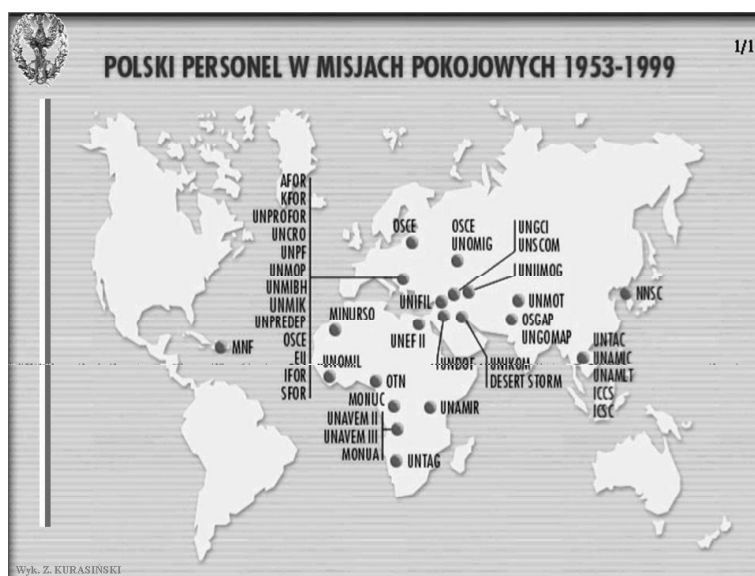 1/1
POLSKI PERSONEL W MISJACH POKOJOWYCH 1953-1999
AFOR
KFOR
UNPROFOR
UNCRO
UNPF
UNMOP
UNMIBH
UNMIK
UNPREDEP
OSCE
EU
IFOR
SFOR
OSCE
OSCE
UNOMIG
UNGCI
UNSCOM
UNIIMOG
UNIFIL
UNMOT
NNSC
MINURSO
UNEF II
OSGAP
UNGOMAP
MNF
UNOMIL
OTN
UNDOF
UNIKOM
DESERT STORM
UNTAC
UNAMIC
UNAMLT
ICCS
ICSC
MONUC
UNAVEM II
UNAVEM III
MONUA
UNAMIR
UNTAG
Wyk. Z. KURASIŃSKI